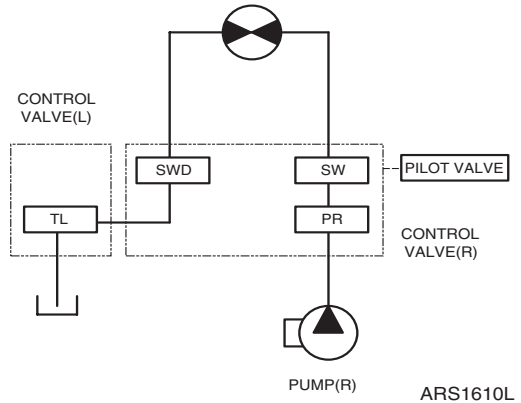 CONTROL
VALVE(L)
SWD
SW
PILOT VALVE
TL
PR
CONTROL
VALVE(R)
PUMP(R)
ARS1610L